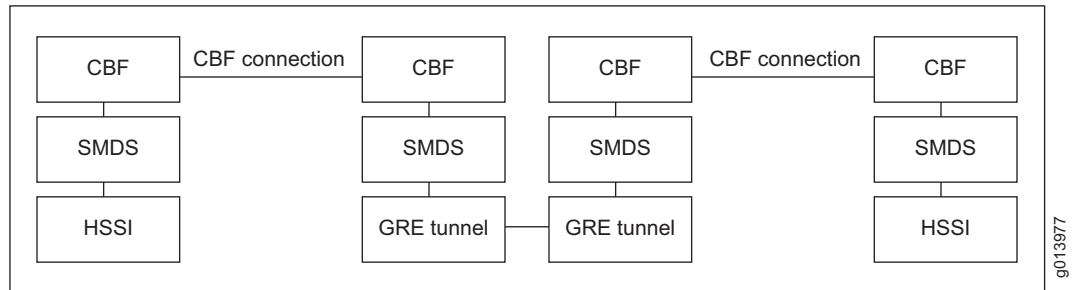 CBF CBF connection CBF CBF CBF connection CBF
SMDS SMDS SMDS SMDS
HSSI GRE tunnel GRE tunnel HSSI
g013977